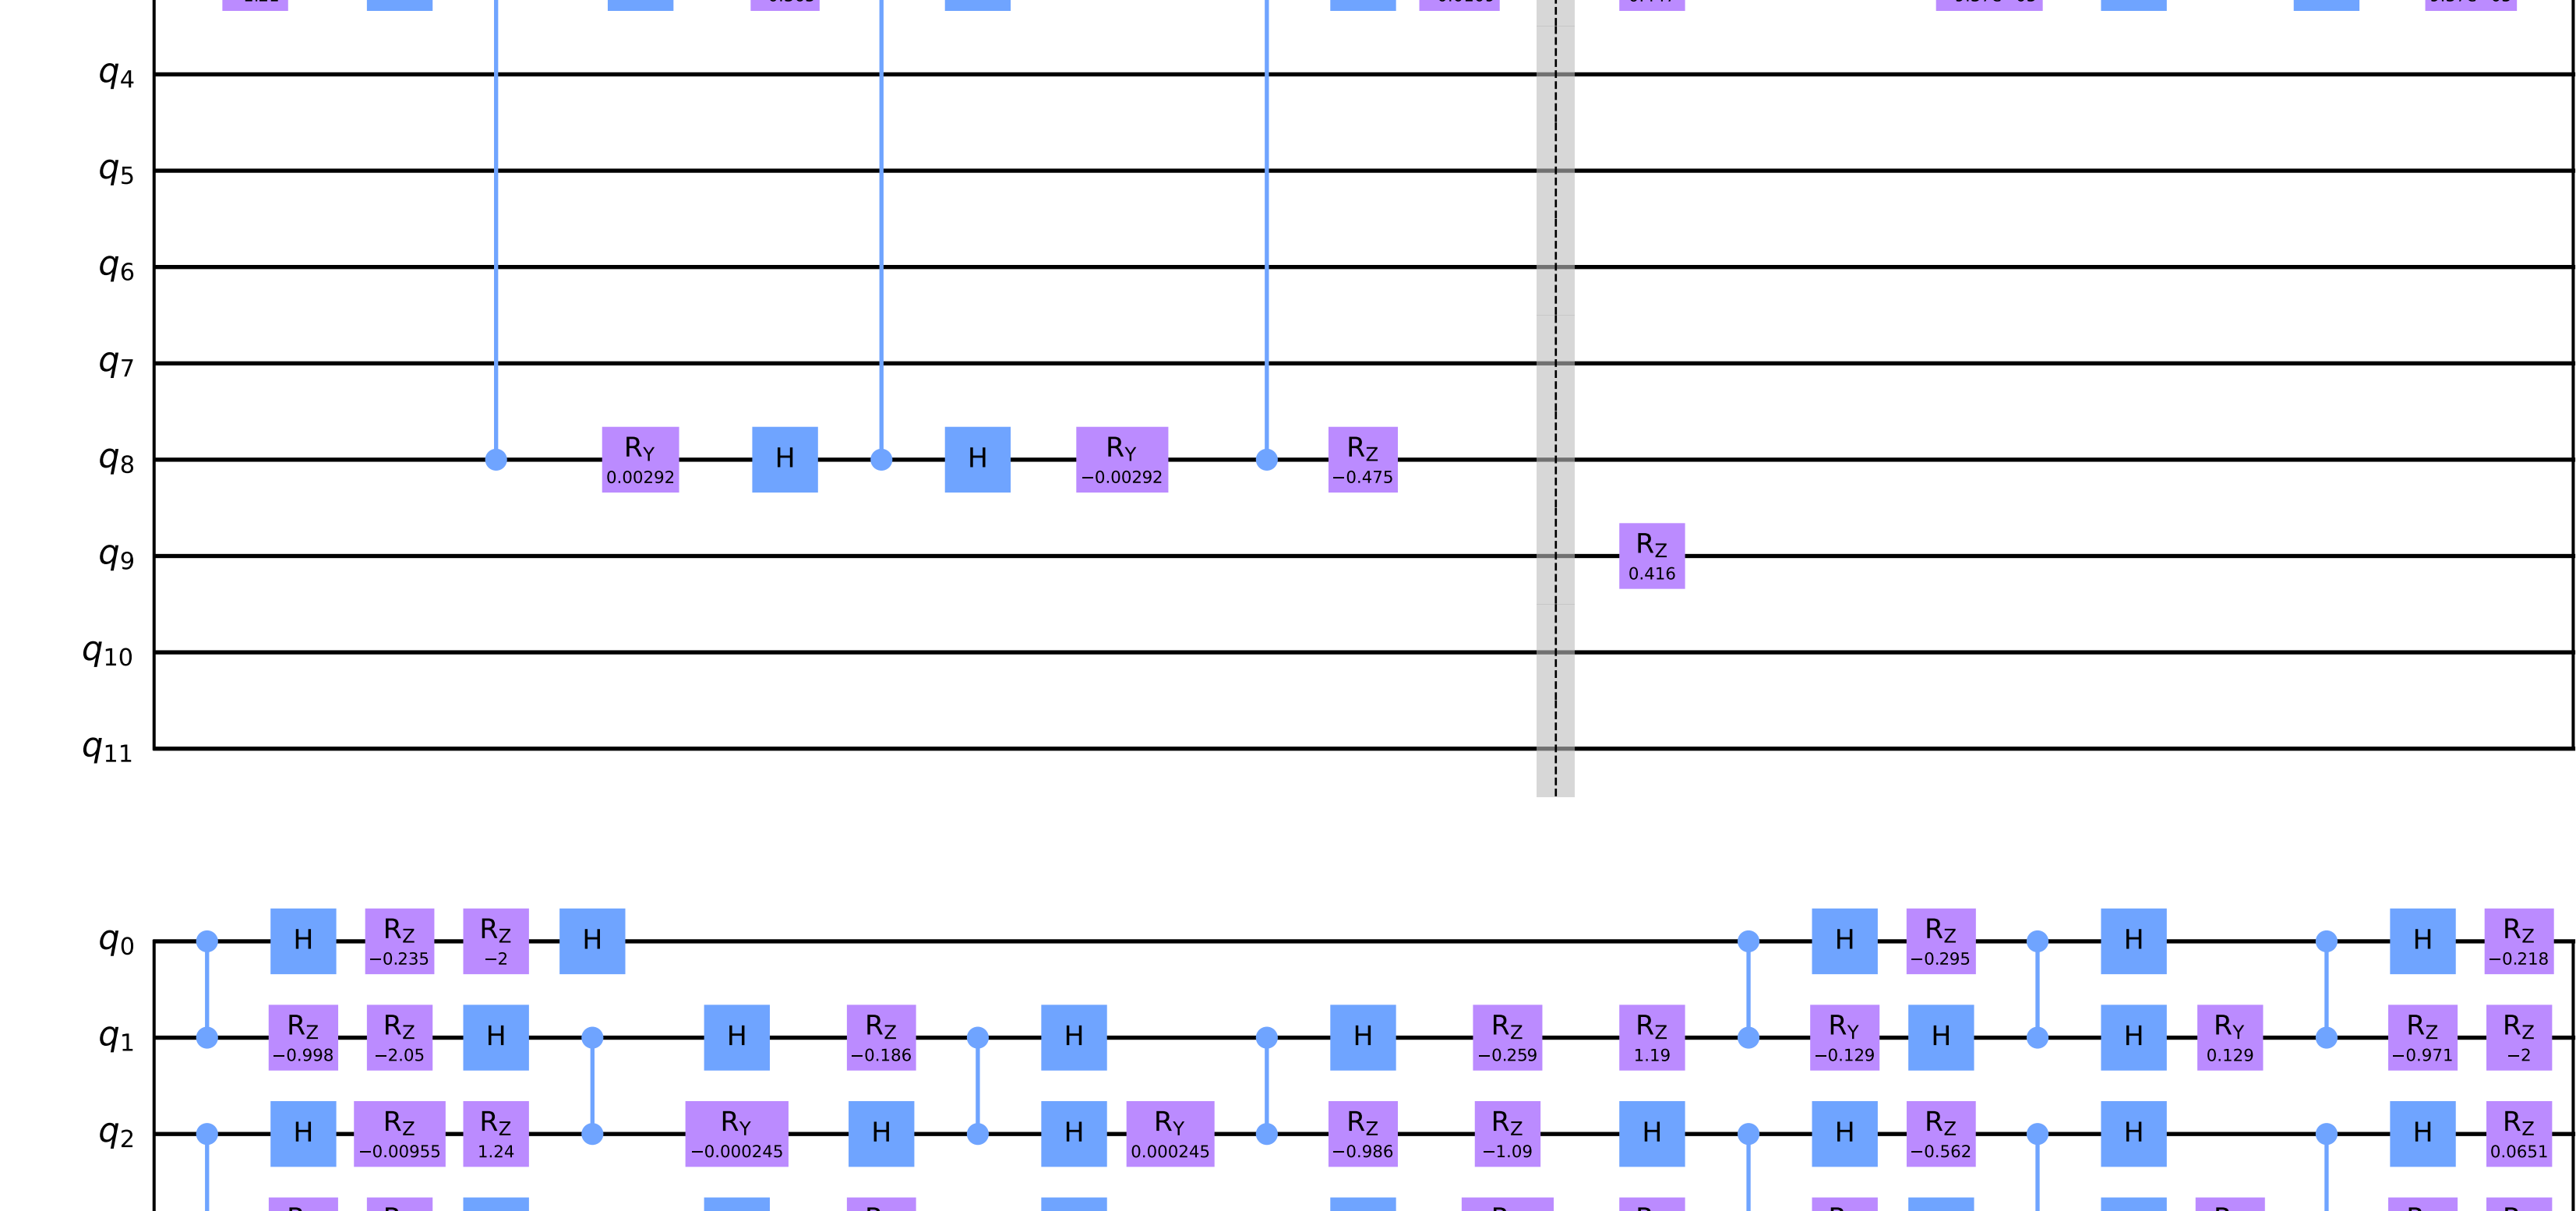 q4
q5
q6
q7
q8 RY 0.00292 H H RY −0.00292 RZ −0.475
q9 RZ 0.416
q10
q11
q0 H RZ −0.235 RZ −2 H H RZ −0.295 H H RZ −0.218
q1 RZ −0.998 RZ −2.05 H H RZ −0.186 H H RZ −0.259 RZ 1.19 RY −0.129 H H RY 0.129 RZ −0.971 RZ −2
q2 H RZ −0.00955 RZ 1.24 RY −0.000245 H H RY 0.000245 RZ −0.986 RZ −1.09 H H RZ −0.562 H H RZ 0.0651